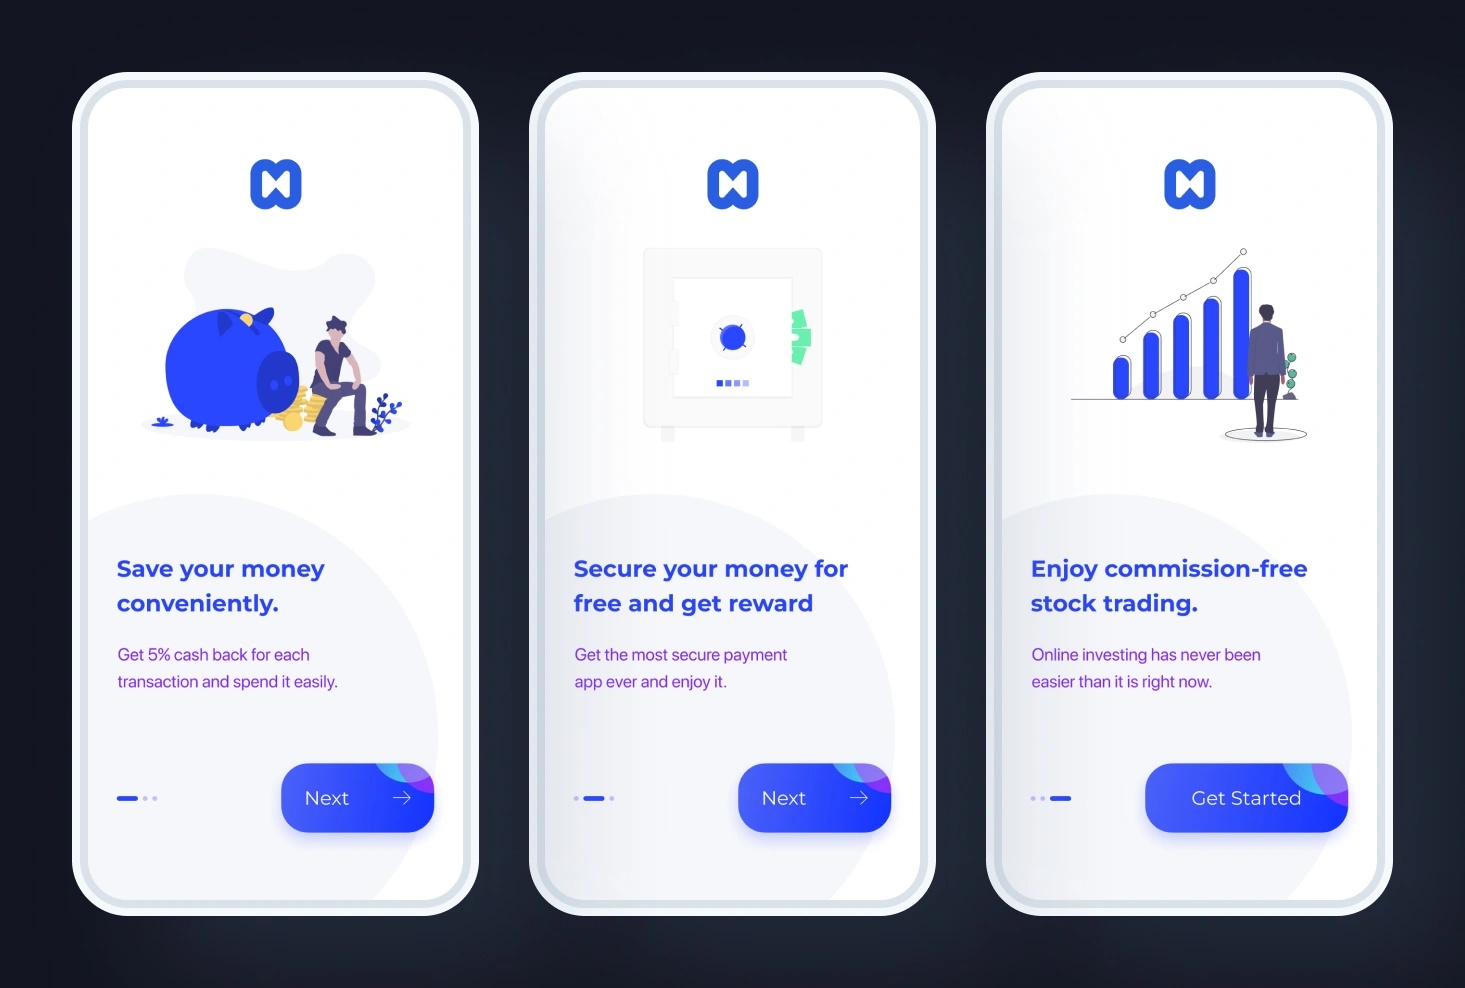 Save your money
conveniently.
Get 5% cash back for each
transaction and spend it easily.
Next
Secure your money for
free and get reward
Get the most secure payment
app ever and enjoy it.
Next
Enjoy commission-free
stock trading.
Online investing has never been
easier than it is right now.
Get Started